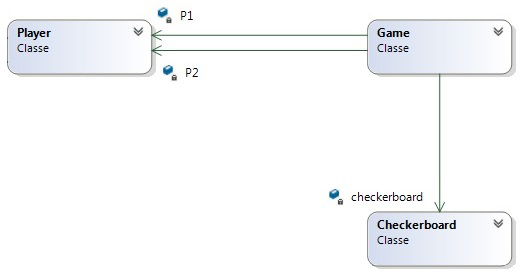 P1
Player
Classe
Game
Classe
P2
checkerboard
Checkerboard
Classe